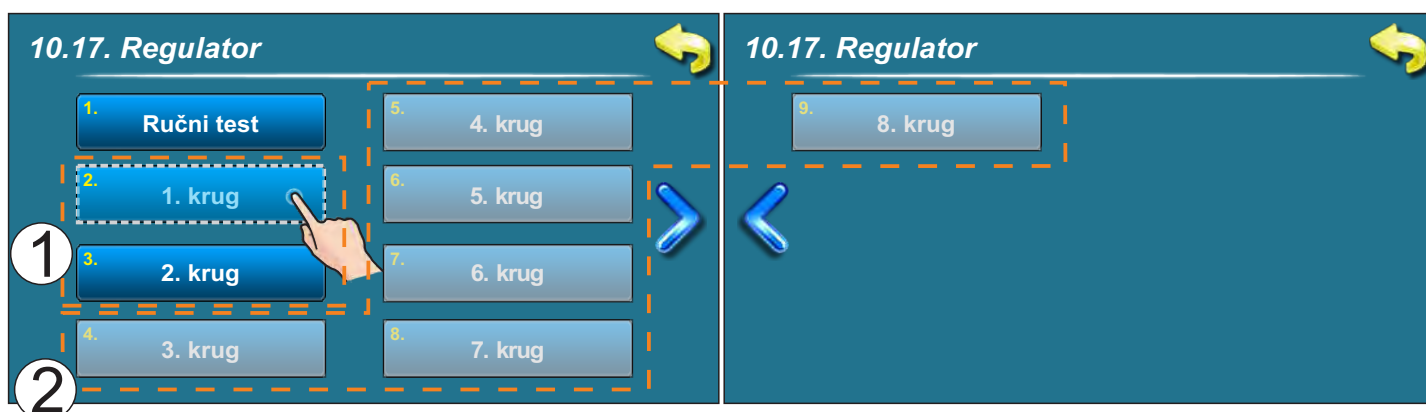 10.17. Regulator
1. Ručni test
2. 1. krug
3. 2. krug
4. 3. krug
5. 4. krug
6. 5. krug
7. 6. krug
8. 7. krug
1
2
10.17. Regulator
9. 8. krug